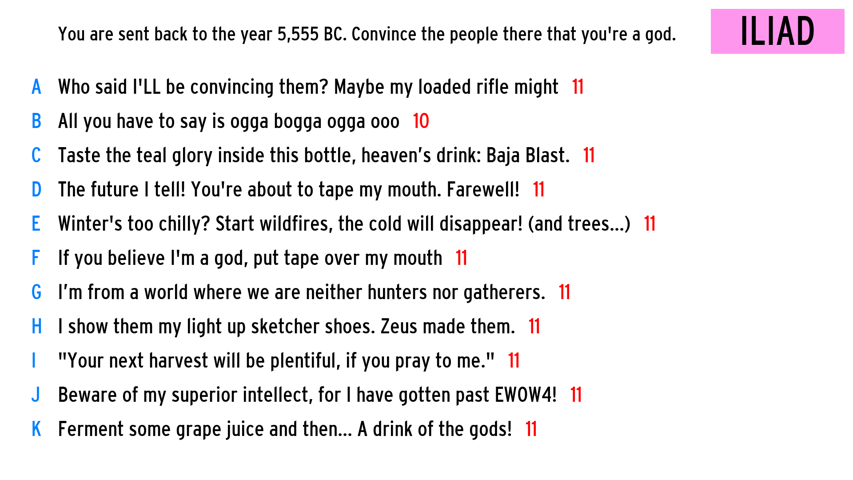 You are sent back to the year 5,555 BC. Convince the people there that you're a god.
ILIAD
A Who said I'LL be convincing them? Maybe my loaded rifle might 11
B All you have to say is ogga bogga ogga ooo 10
C Taste the teal glory inside this bottle, heaven’s drink: Baja Blast. 11
D The future I tell! You're about to tape my mouth. Farewell! 11
E Winter's too chilly? Start wildfires, the cold will disappear! (and trees...) 11
F If you believe I'm a god, put tape over my mouth 11
G I’m from a world where we are neither hunters nor gatherers. 11
H I show them my light up sketcher shoes. Zeus made them. 11
I "Your next harvest will be plentiful, if you pray to me." 11
J Beware of my superior intellect, for I have gotten past EWOW4! 11
K Ferment some grape juice and then... A drink of the gods! 11